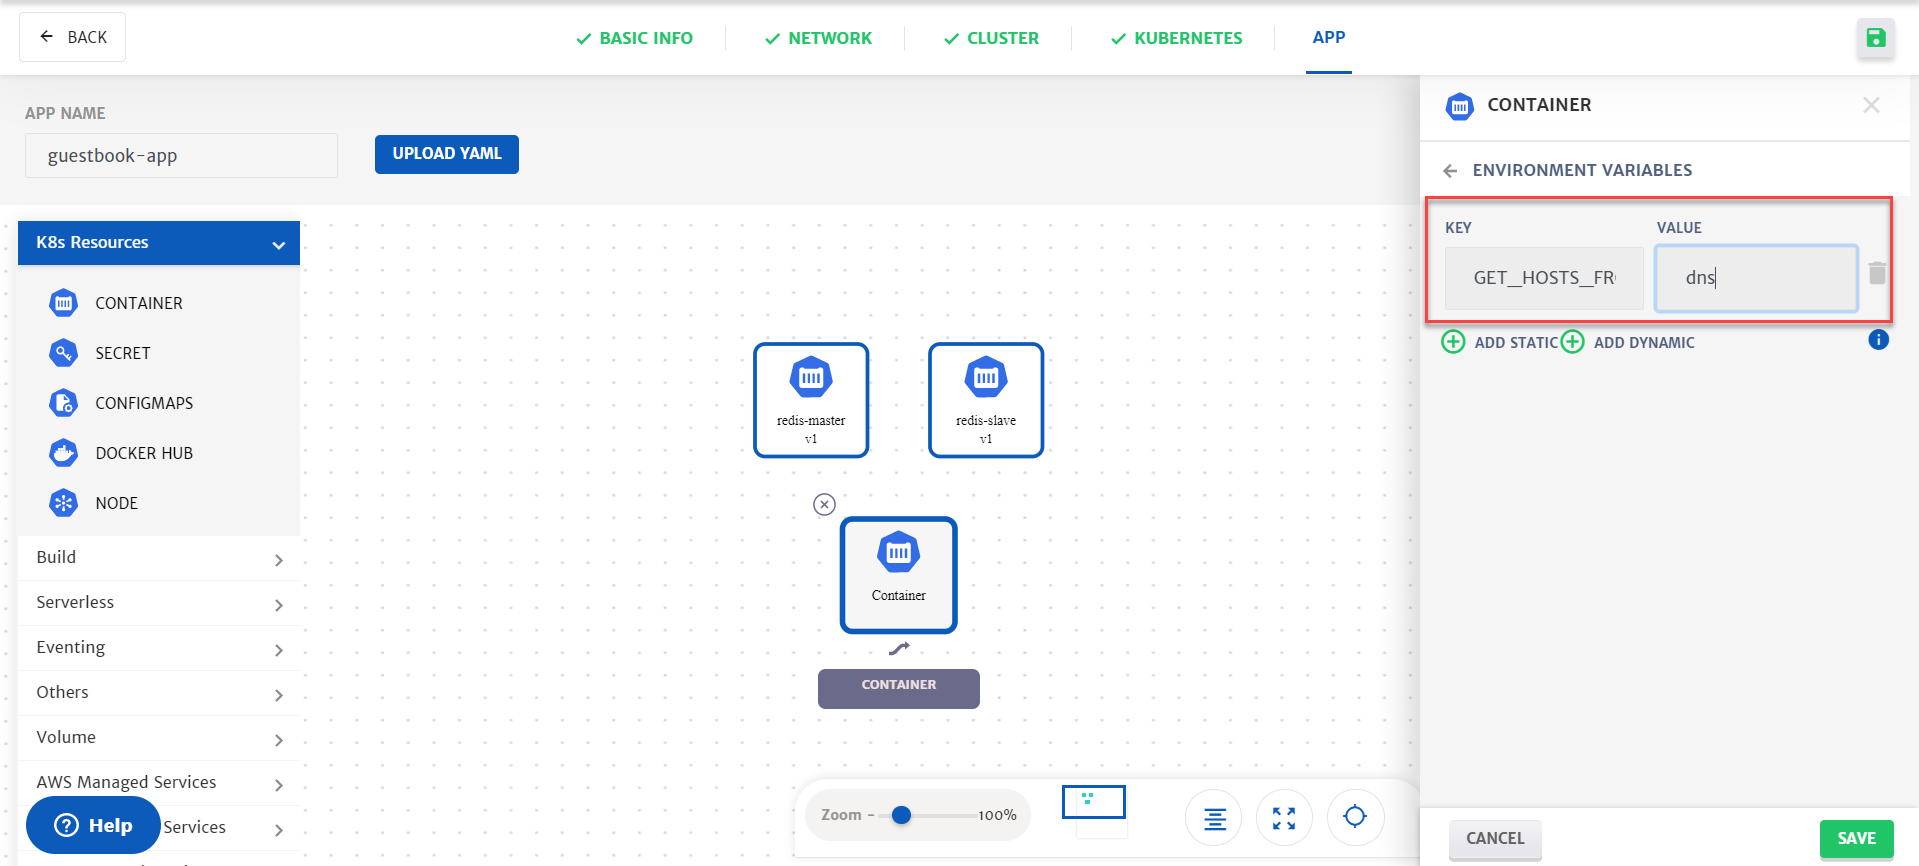 BACK
BASIC INFO
NETWORK
CLUSTER
KUBERNETES
APP
APP NAME
guestbook-app
UPLOAD YAML
K8s Resources
CONTAINER
SECRET
CONFIGMAPS
DOCKER HUB
NODE
Build
Serverless
Eventing
Others
Volume
AWS Managed Services
Services
Help
redis-master
v1
redis-slave
v1
Container
CONTAINER
Zoom - 100%
CONTAINER
ENVIRONMENT VARIABLES
KEY VALUE
GET_HOSTS_FR dns
ADD STATIC ADD DYNAMIC
CANCEL
SAVE